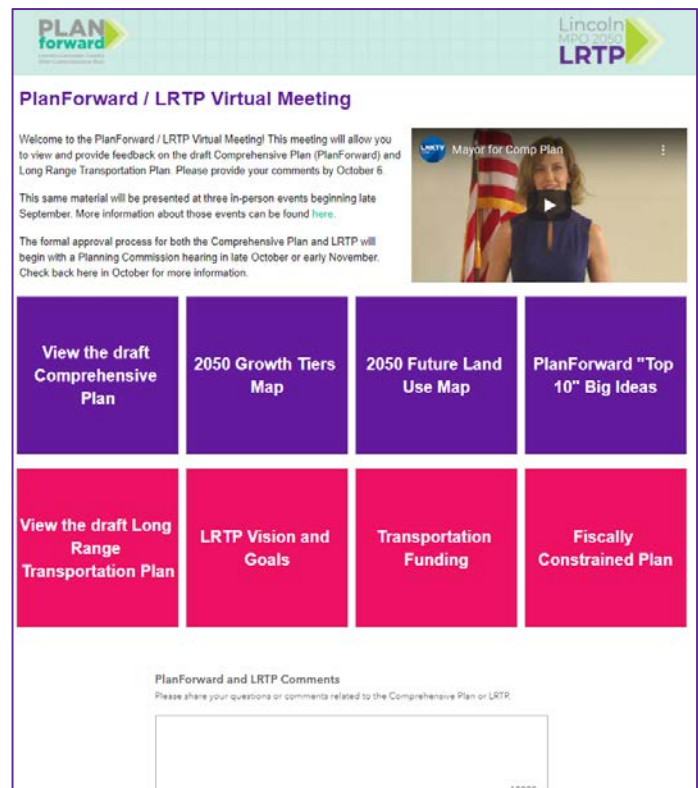 PLAN
forward
Lincoln
MPO 2050
LRTP
PlanForward / LRTP Virtual Meeting
Welcome to the PlanForward / LRTP Virtual Meeting! This meeting will allow you
to view and provide feedback on the draft Comprehensive Plan (PlanForward) and
Long Range Transportation Plan. Please provide your comments by October 6.
This same material will be presented at three in-person events beginning late
September. More information about those events can be found here.
The formal approval process for both the Comprehensive Plan and LRTP will
begin with a Planning Commission hearing in late October or early November.
Check back here in October for more information.
LNKTV
Mayor for Comp Plan
View the draft
Comprehensive
Plan
2050 Growth Tiers
Map
2050 Future Land
Use Map
PlanForward "Top
10" Big Ideas
View the draft Long
Range
Transportation Plan
LRTP Vision and
Goals
Transportation
Funding
Fiscally
Constrained Plan
PlanForward and LRTP Comments
Please share your questions or comments related to the Comprehensive Plan or LRTP.